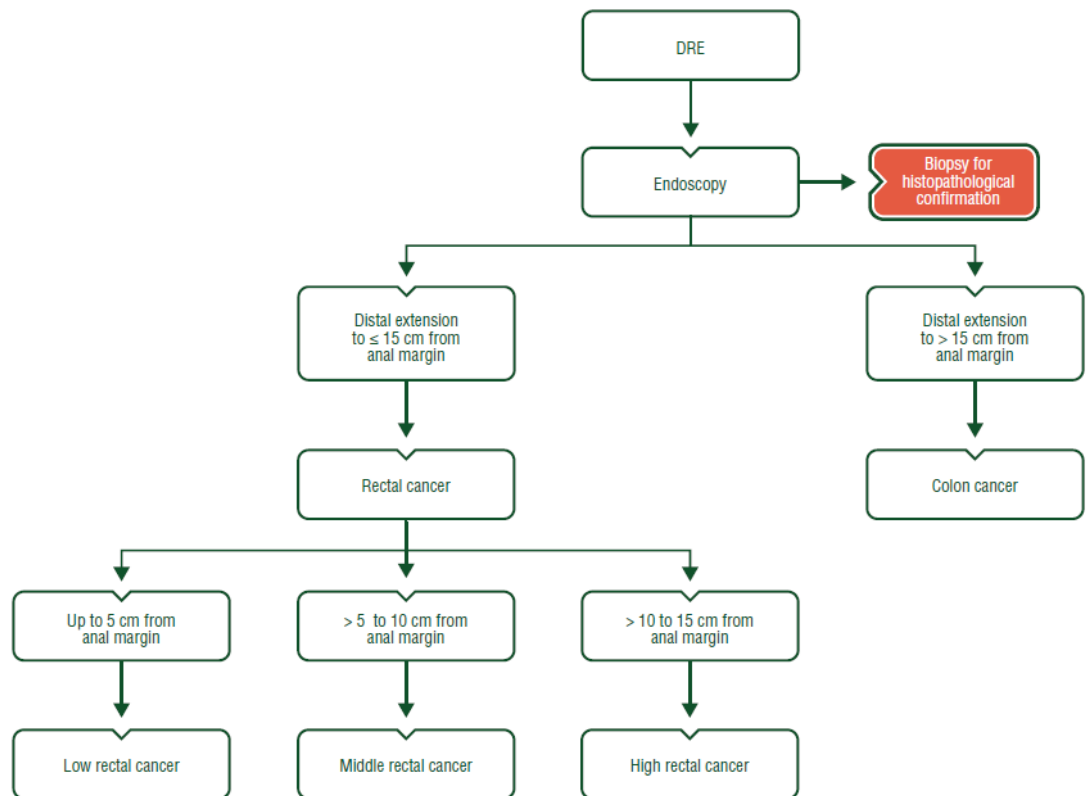 DRE
Endoscopy
Biopsy for
histopathological
confirmation
Distal extension
to ≤ 15 cm from
anal margin
Distal extension
to > 15 cm from
anal margin
Rectal cancer
Colon cancer
Up to 5 cm from
anal margin
> 5 to 10 cm from
anal margin
> 10 to 15 cm from
anal margin
Low rectal cancer
Middle rectal cancer
High rectal cancer